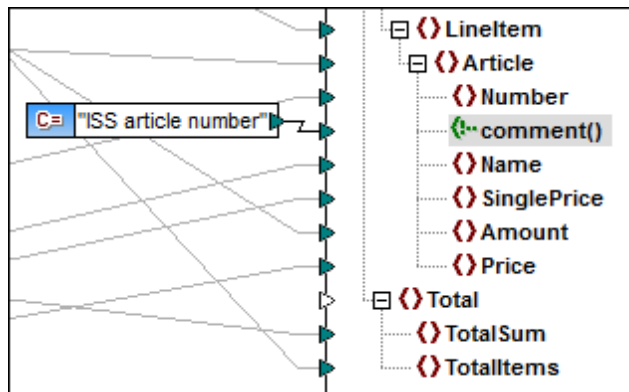 LineItem
Article
Number
C= "ISS article number"
comment()
Name
SinglePrice
Amount
Price
Total
TotalSum
TotalItems